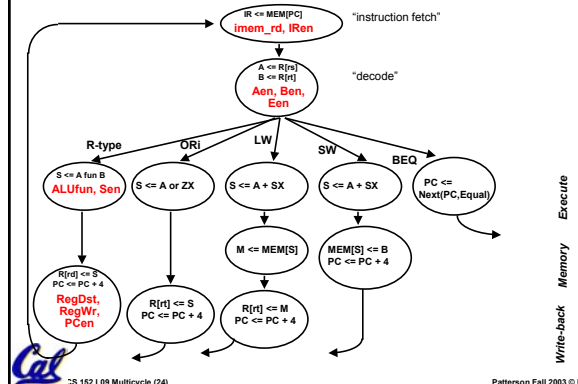 IR <= MEM[PC]
imem_rd, IRen
"instruction fetch"
A <= R[rs]
B <= R[rt]
Aen, Ben,
Een
"decode"
R-type
ORi
LW
SW
BEQ
S <= A fun B
ALUfun, Sen
S <= A or ZX
S <= A + SX
S <= A + SX
PC <=
Next(PC,Equal)
Execute
M <= MEM[S]
MEM[S] <= B
PC <= PC + 4
Memory
R[rd] <= S
PC <= PC + 4
RegDst,
RegWr,
PCen
R[rt] <= S
PC <= PC + 4
R[rt] <= M
PC <= PC + 4
Write-back
Cal
CS 152 L09 Multicycle (24)
Patterson Fall 2003 ©